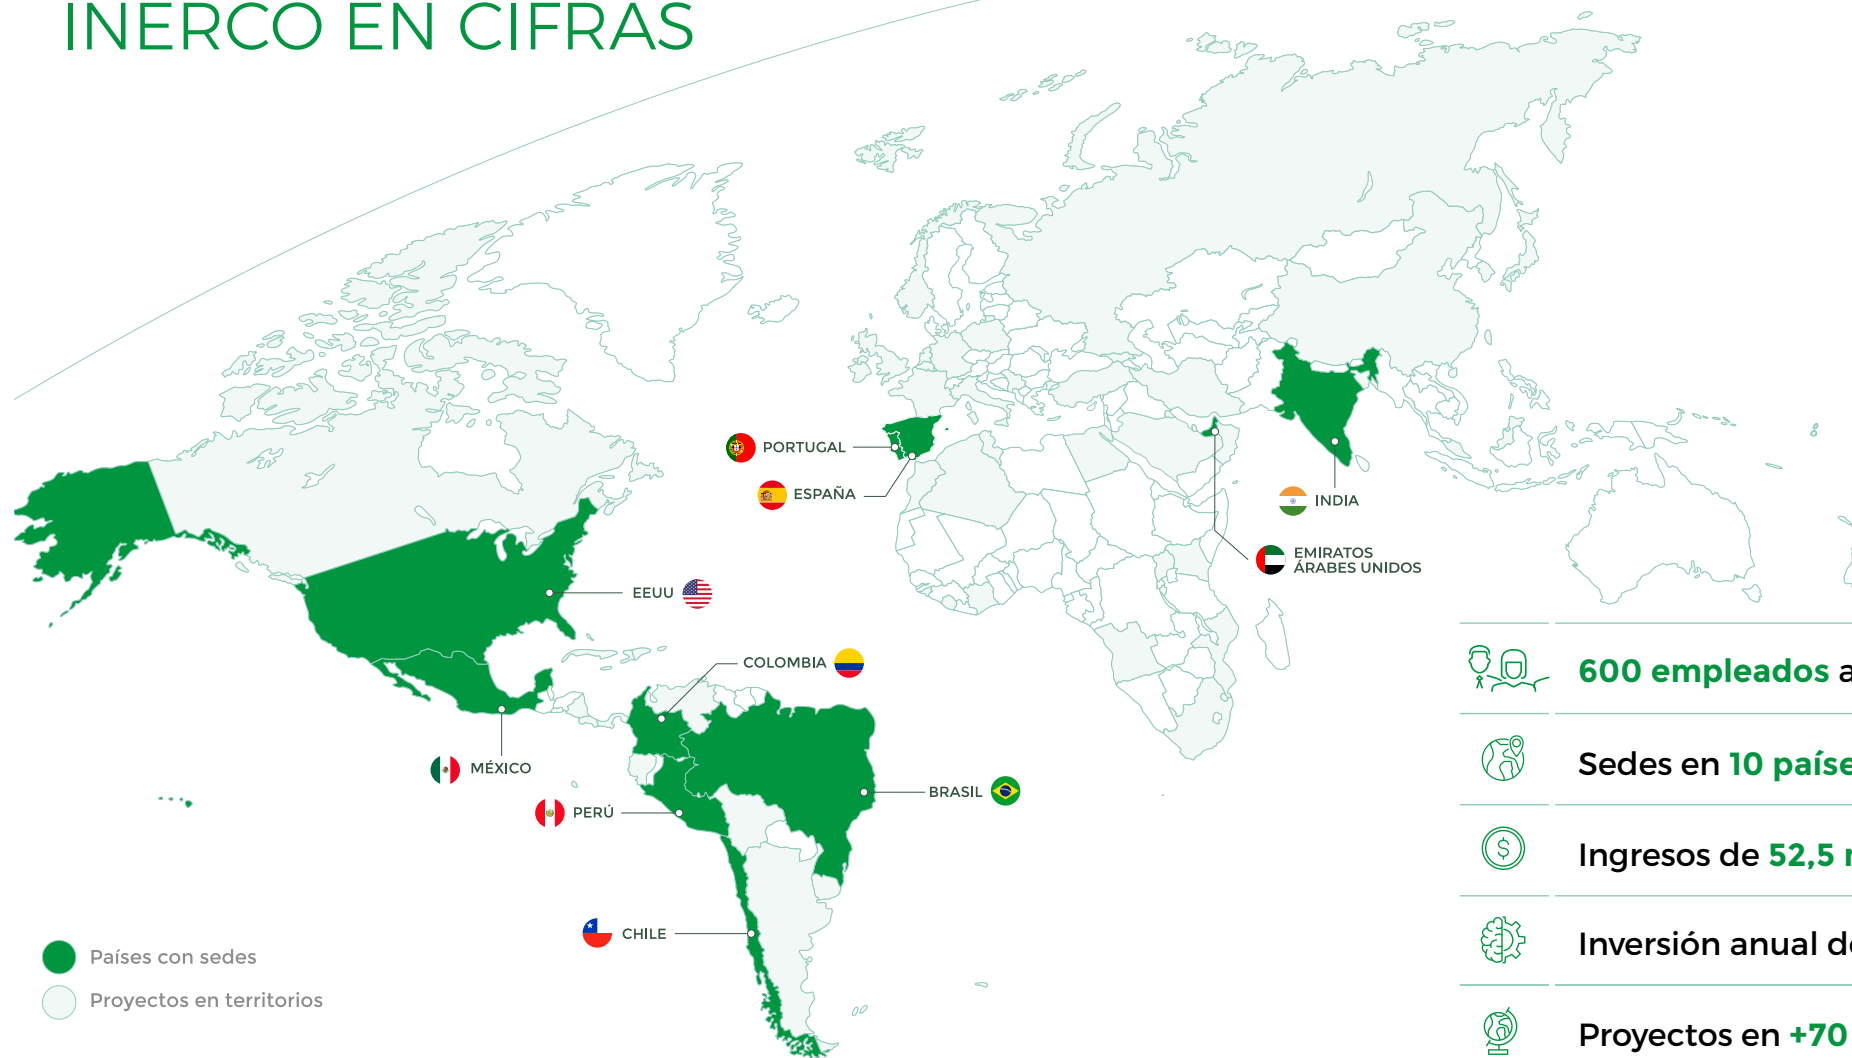 INERCO EN CIFRAS
PORTUGAL
ESPAÑA
INDIA
EMIRATOS
ÁRABES UNIDOS
EEUU
COLOMBIA
MÉXICO
PERÚ
BRASIL
CHILE
Países con sedes
Proyectos en territorios
600 empleados
Sedes en 10 país
Ingresos de 52,5
Inversión anual
Proyectos en +70